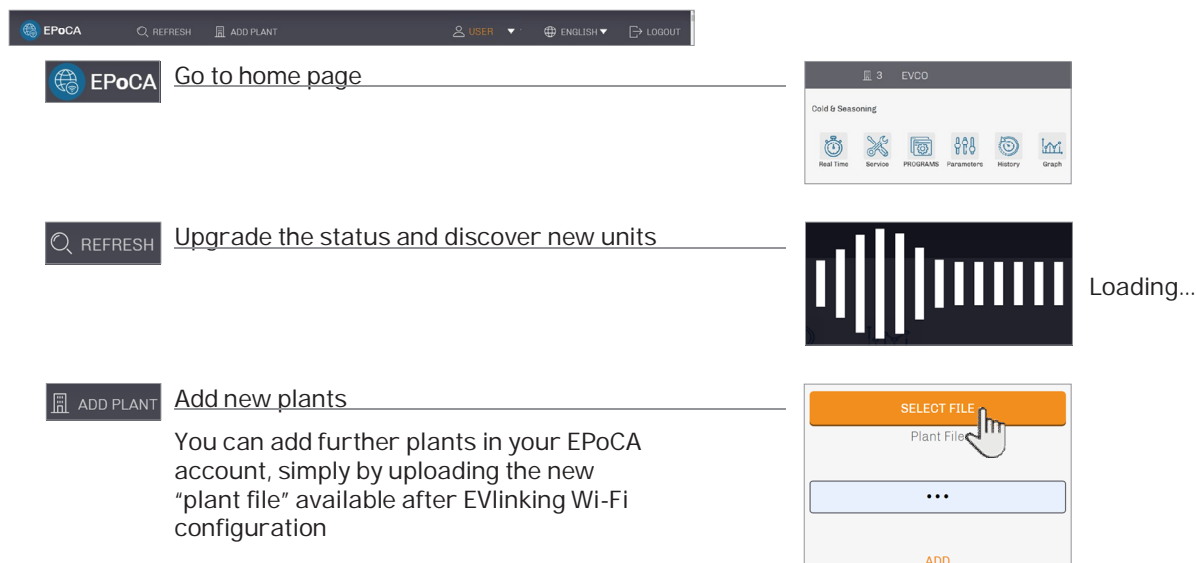 EPoCA REFRESH ADD PLANT USER ENGLISH LOGOUT
EPoCA Go to home page
3 EVCO
Cold & Seasoning
Real Time Service PROGRAMS Parameters History Graph
REFRESH Upgrade the status and discover new units
Loading...
ADD PLANT Add new plants
You can add further plants in your EPoCA
account, simply by uploading the new
“plant file” available after EVlinking Wi-Fi
configuration
SELECT FILE
Plant File
•••
ADD